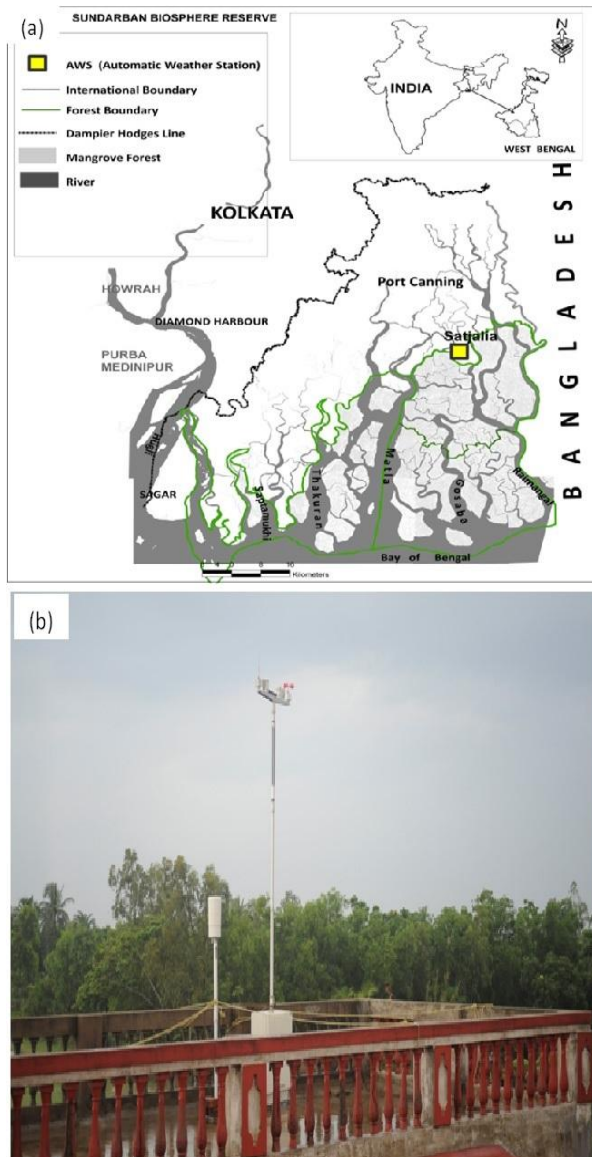 (a)
SUNDARBAN BIOSPHERE RESERVE
AWS (Automatic Weather Station)
International Boundary
Forest Boundary
Dampier Hodges Line
Mangrove Forest
River
INDIA
N
WEST BENGAL
KOLKATA
BANGLADESH
HOWRAH
Port Canning
DIAMOND HARBOUR
Satjalia
PURBA
MEDINIPUR
Hugli
SAGAR
Saptamukhi
Thakuran
Matla
Gosaba
Raimangal
Bay of Bengal
Kilometers
(b)